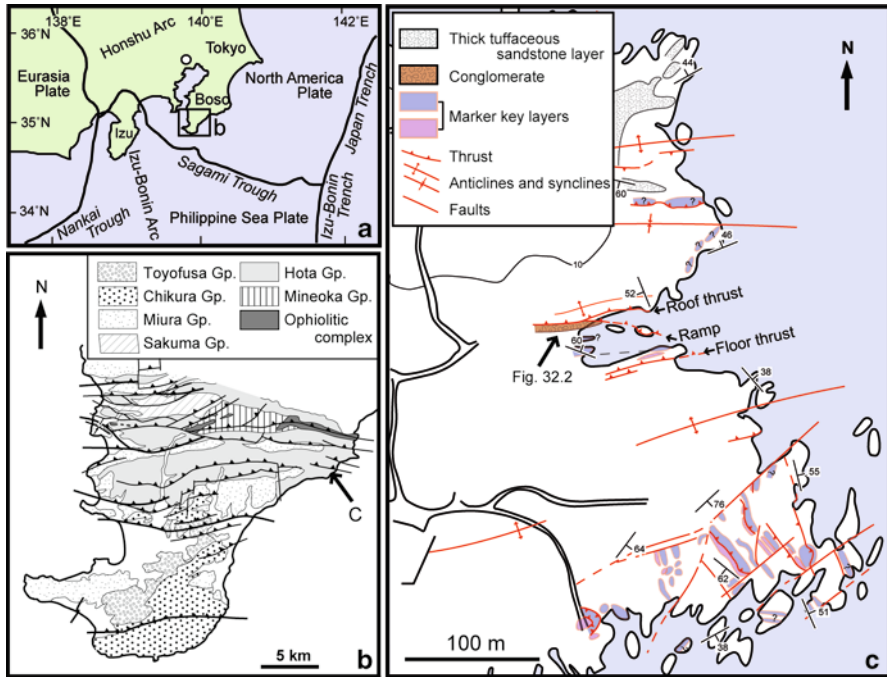 138°E
140°E
142°E
36°N
35°N
34°N
Honshu Arc
Tokyo
Eurasia
Plate
North America
Plate
Boso
b
Izu
Izu-Bonin Arc
Sagami Trough
Nankai
Trough
Philippine Sea Plate
Japan Trench
Izu-Bonin
Trench
a
N
Toyofusa Gp.
Chikura Gp.
Miura Gp.
Sakuma Gp.
Hota Gp.
Mineoka Gp.
Ophiolitic
complex
C
5 km
b
Thick tuffaceous
sandstone layer
Conglomerate
Marker key layers
Thrust
Anticlines and synclines
Faults
N
44
60
?
?
46
?
?
10
52
Roof thrust
Ramp
Floor thrust
?
60
Fig. 32.2
38
55
76
64
62
51
?
?
38
100 m
c